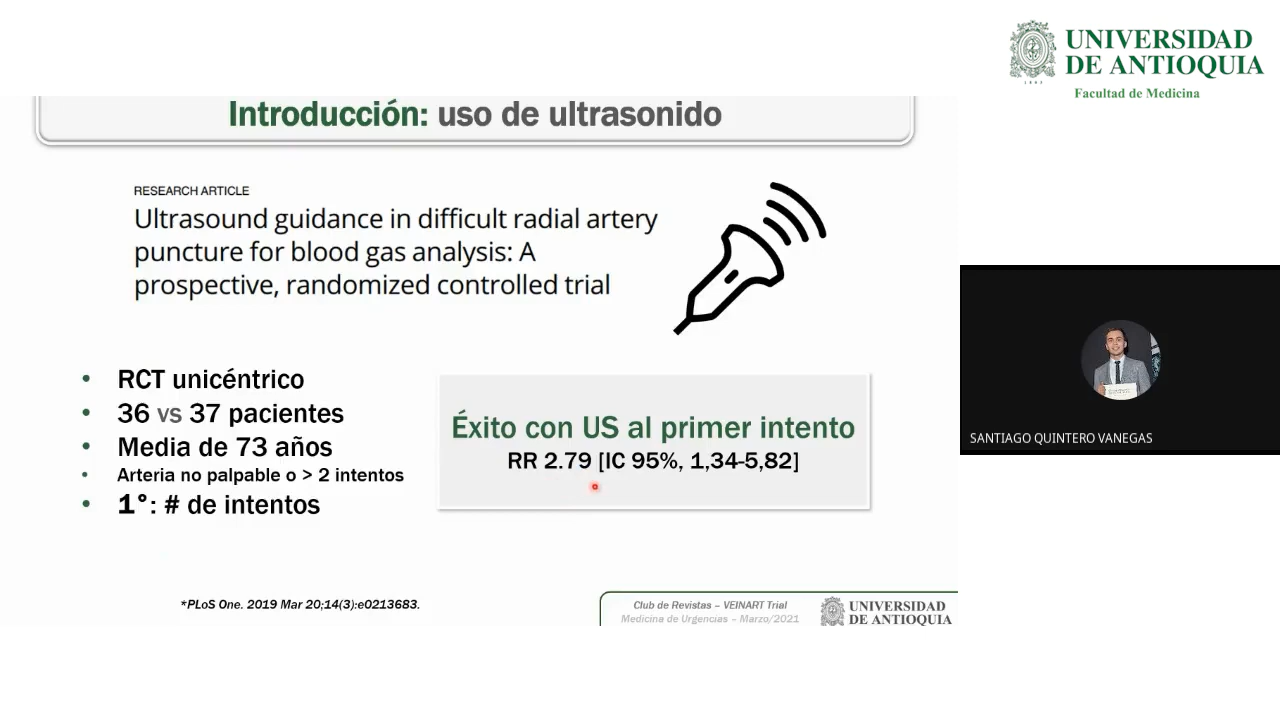 UNIVERSIDAD
DE ANTIOQUIA
1803
Facultad de Medicina
Introducción: uso de ultrasonido
RESEARCH ARTICLE
Ultrasound guidance in difficult radial artery
puncture for blood gas analysis: A
prospective, randomized controlled trial
• RCT unicéntrico
• 36 vs 37 pacientes
• Media de 73 años
• Arteria no palpable o > 2 intentos
• 1°: # de intentos
Éxito con US al primer intento
RR 2.79 [IC 95%, 1,34-5,82]
*PLoS One. 2019 Mar 20;14(3):e0213683.
Club de Revistas – VEINART Trial
Medicina de Urgencias – Marzo/2021
UNIVERSIDAD
DE ANTIOQUIA
SANTIAGO QUINTERO VANEGAS